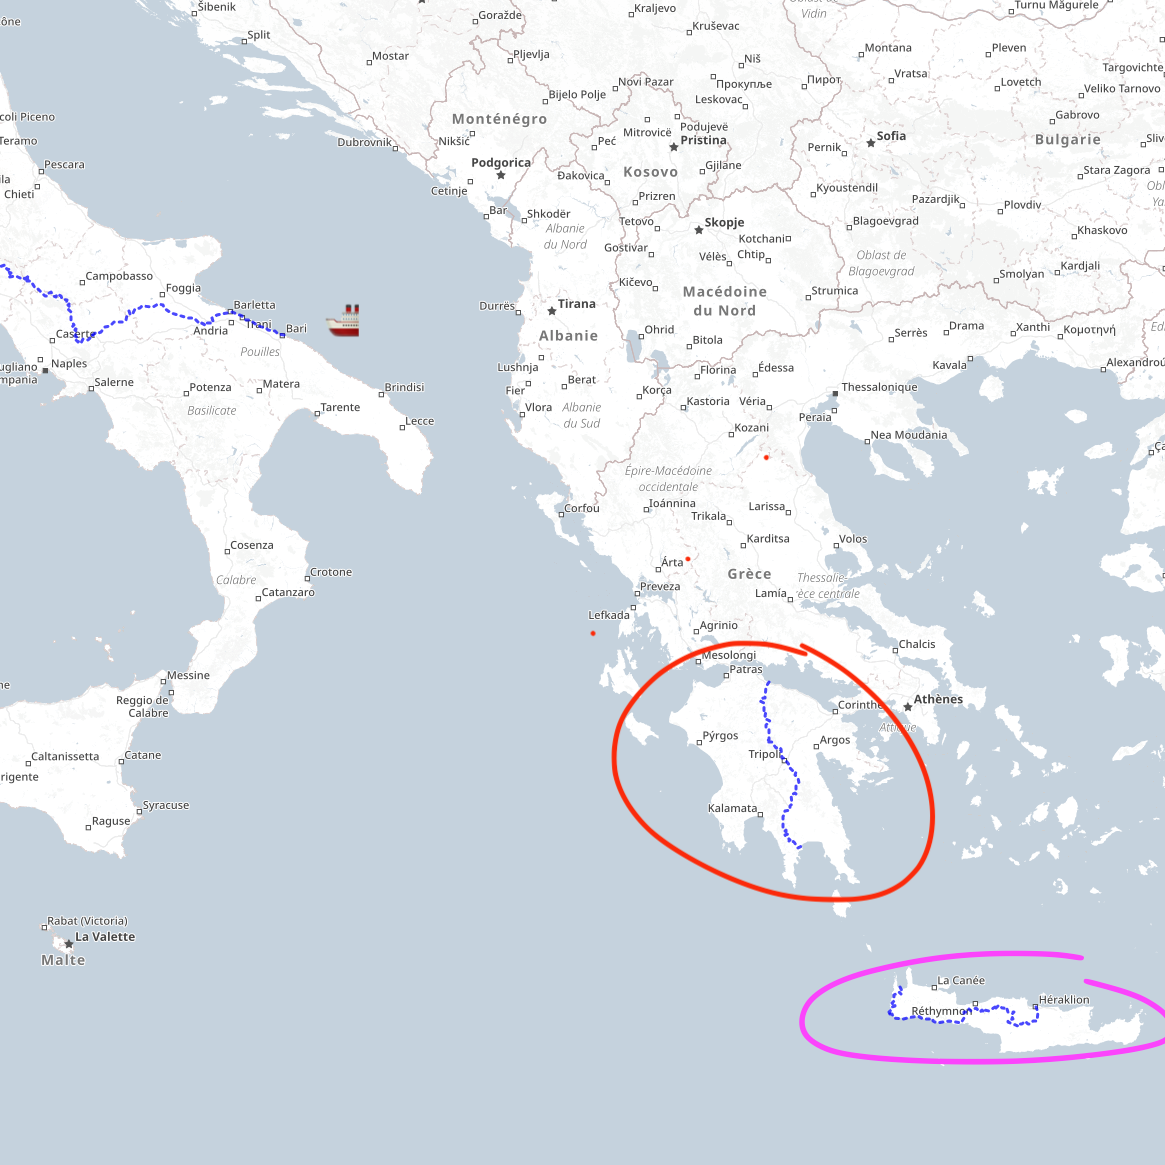 Šibenik
Split
Mostar
Goražde
Pljevlja
Kraljevo
Kruševac
Oblast de
Vidin
Turnu Măgurele
Niš
Прокупље
Leskovac
Пирот
Montana
Vratsa
Pleven
Lovetch
Targovichte
Veliko Tarnovo
Gabrovo
Novi Pazar
Bijelo Polje
Monténégro
Nikšić
Podgorica
Cetinje
Dubrovnik
Bar
Mitrovicë
Podujevë
Pristina
Peć
Kosovo
Gjilane
Đakovica
Prizren
Pernik
Sofia
Bulgarie
Stara Zagora
Kyoustendil
Pazardjik
Plovdiv
Blagoevgrad
Khaskovo
Oblast de
Blagoevgrad
Smolyan
Kardjali
coli Piceno
Teramo
Pescara
Chieti
Shkodër
Albanie
du Nord
Tetovo
Skopje
Gostivar
Kotchani
Vélès
Chtip
Kičevo
Macédoine
du Nord
Strumica
Campobasso
Foggia
Barletta
Trani
Andria
Bari
Pouilles
Caserte
Naples
Salerne
Potenza
Matera
Basilicate
Tarente
Brindisi
Lecce
Durrës
Tirana
Albanie
Ohrid
Bitola
Lushnja
Fier
Berat
Vlora
Albanie
du Sud
Korça
Florina
Édessa
Kastoria
Véria
Kozani
Thessalonique
Peraia
Nea Moudania
Serrès
Drama
Xanthi
Κομοτηνή
Kavala
Alexandroú
Épire-Macédoine
occidentale
Corfou
Ioánnina
Larissa
Trikala
Karditsa
Volos
Árta
Grèce
Preveza
Thessalie-
rèce centrale
Lamía
Lefkada
Agrinio
Chalcis
Mesolongi
Patras
Corinthe
Athènes
Attique
Pýrgos
Argos
Tripoli
Kalamata
Cosenza
Calabre
Crotone
Catanzaro
Messine
Reggio de
Calabre
Caltanissetta
Catane
rigente
Syracuse
Raguse
Rabat (Victoria)
La Valette
Malte
La Canée
Réthymnon
Héraklion